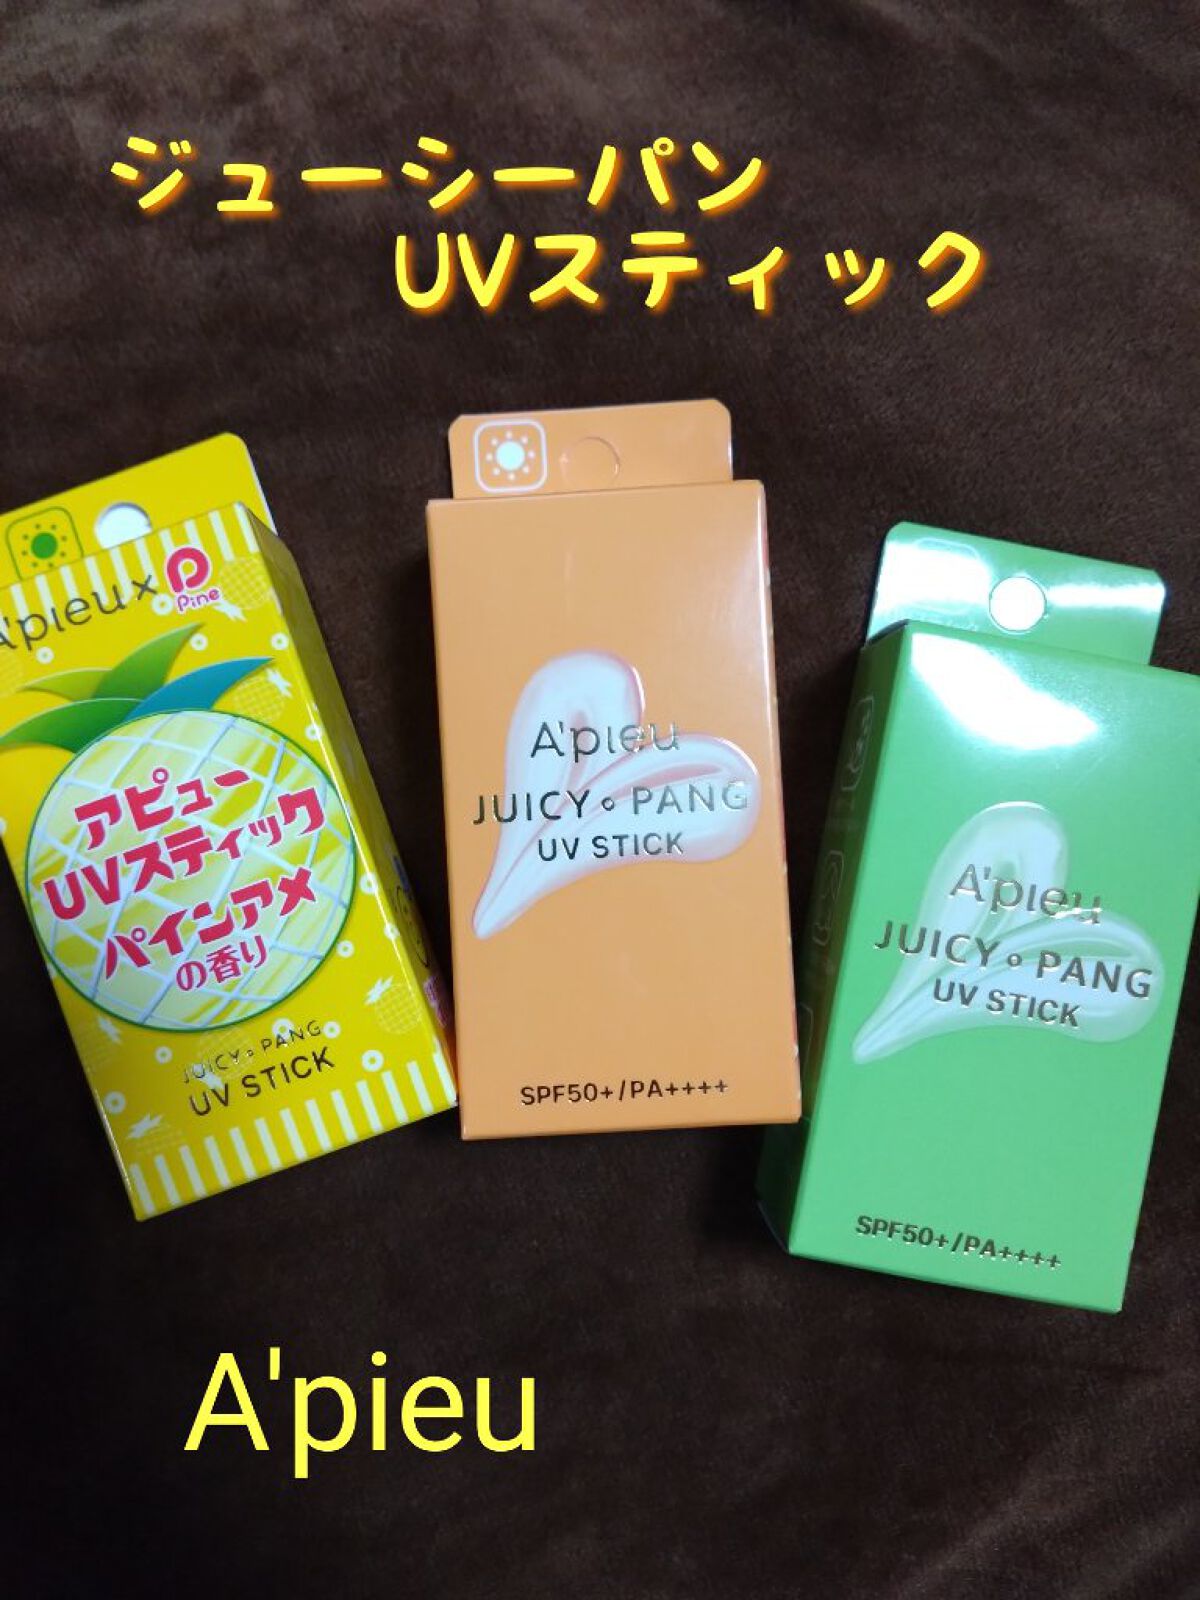 ジューシーパン
UVスティック
A'pieu×
Pine
アピュー
UVスティック
パインアメ
の香り
JUICY・PANG
UV STICK
A'pieu
JUICY・PANG
UV STICK
SPF50+/PA++++
A'pieu
JUICY・PANG
UV STICK
SPF50+/PA++++
A'pieu